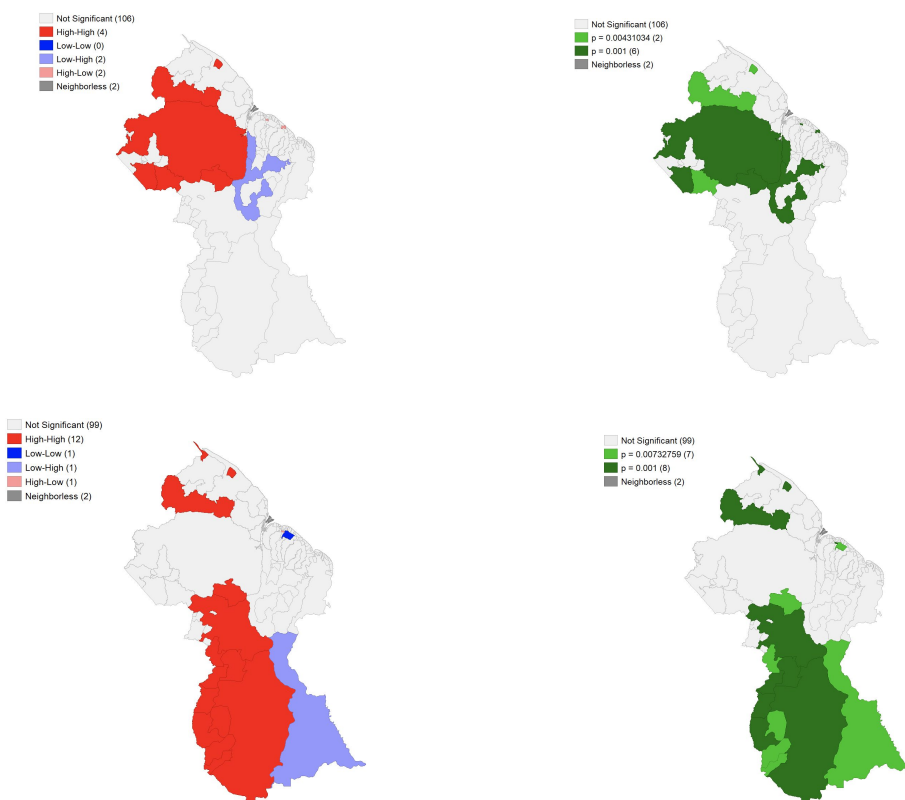 Not Significant (106)
High-High (4)
Low-Low (0)
Low-High (2)
High-Low (2)
Neighborless (2)
Not Significant (106)
p = 0.00431034 (2)
p = 0.001 (6)
Neighborless (2)
Not Significant (99)
High-High (12)
Low-Low (1)
Low-High (1)
High-Low (1)
Neighborless (2)
Not Significant (99)
p = 0.00732759 (7)
p = 0.001 (8)
Neighborless (2)